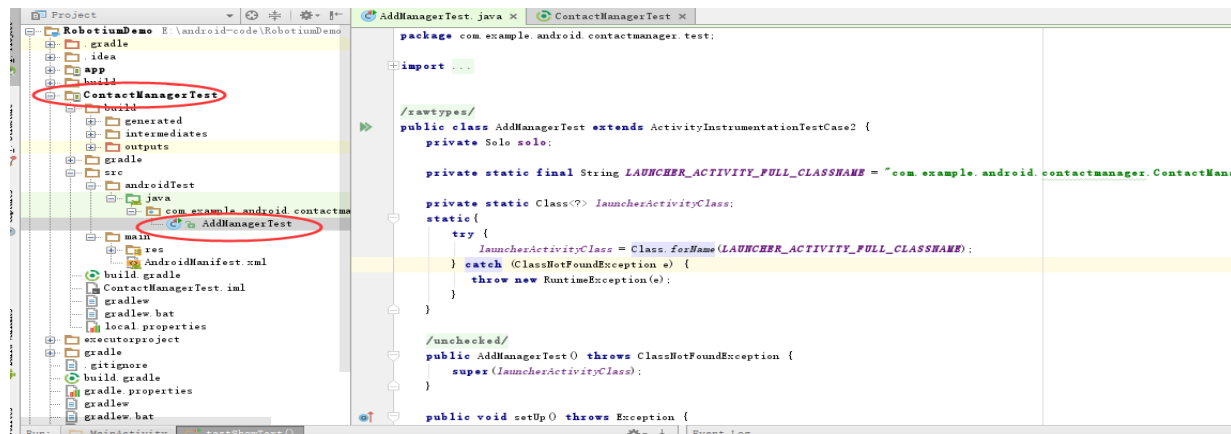 Project
RobotiumDemo E:\android-code\RobotiumDemo
.gradle
.idea
app
build
ContactManagerTest
build
generated
intermediates
outputs
gradle
src
androidTest
java
com.example.android.contactma
AddManagerTest
main
res
AndroidManifest.xml
build.gradle
ContactManagerTest.iml
gradlew
gradlew.bat
local.properties
executorproject
gradle
.gitignore
build.gradle
gradle.properties
gradlew
gradlew.bat
AddManagerTest.java × ContactManagerTest ×
package com.example.android.contactmanager.test;
import ...
/rawtypes/
public class AddManagerTest extends ActivityInstrumentationTestCase2 {
private Solo solo;
private static final String LAUNCHER_ACTIVITY_FULL_CLASSNAME = "com.example.android.contactmanager.ContactMana
private static Class<?> launcherActivityClass;
static{
try {
launcherActivityClass = Class.forName(LAUNCHER_ACTIVITY_FULL_CLASSNAME);
} catch (ClassNotFoundException e) {
throw new RuntimeException(e);
}
}
/unchecked/
public AddManagerTest() throws ClassNotFoundException {
super(launcherActivityClass);
}
public void setUp() throws Exception {
Run: MainActivity testShowText() Event Log